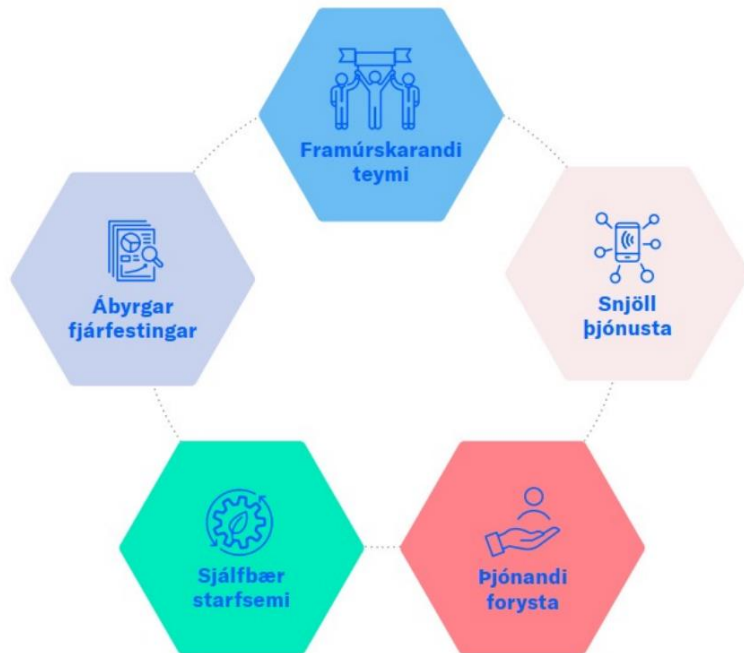 Framúrskarandi
teymi
Ábyrgar
fjárfestingar
Snjöll
þjónusta
Sjálfbær
starfsemi
Þjónandi
forysta